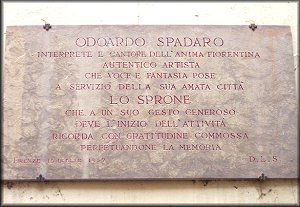 ODOARDO SPADARO
INTERPRETE E CANTORE DELL'ANIMA FIORENTINA
AUTENTICO ARTISTA
CHE VOCE E FANTASIA POSE
A SERVIZIO DELLA SUA AMATA CITTÀ
LO SPRONE
CHE A UN SUO GESTO GENEROSO
DEVE L'INIZIO DELL'ATTIVITÀ
RICORDA CON GRATITUDINE COMMOSSA
PERPETUANDONE LA MEMORIA
FIRENZE 15 D.L.S.